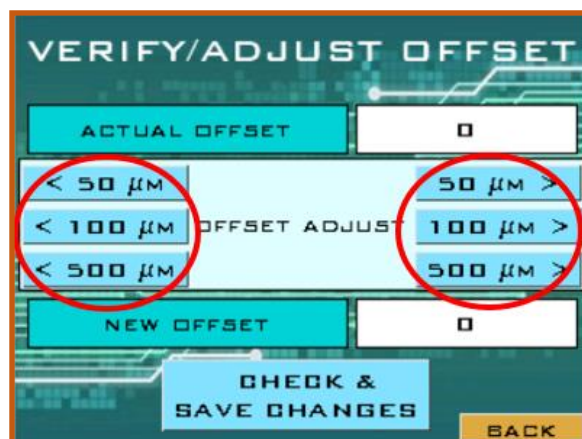 VERIFY/ADJUST OFFSET
ACTUAL OFFSET 0
< 50 μM 50 μM >
< 100 μM OFFSET ADJUST 100 μM >
< 500 μM 500 μM >
NEW OFFSET 0
CHECK &
SAVE CHANGES
BACK